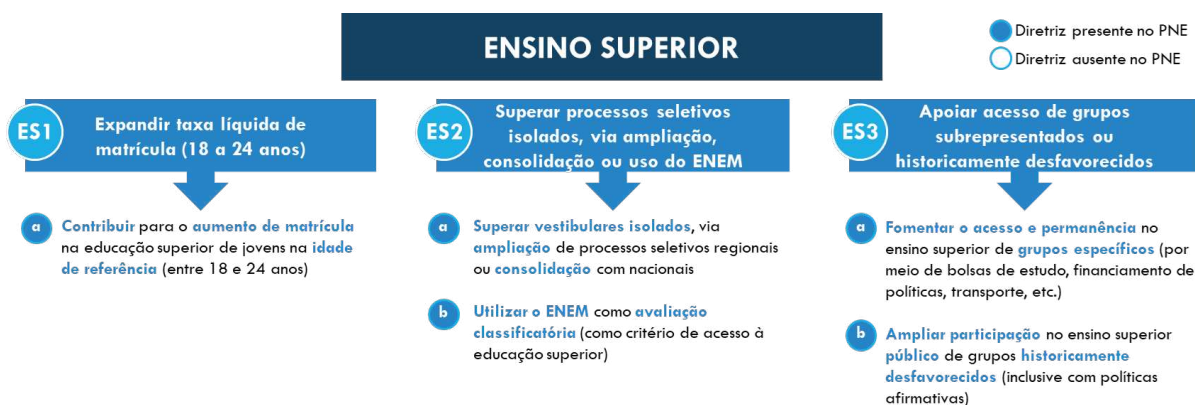 ENSINO SUPERIOR
Diretriz presente no PNE
Diretriz ausente no PNE
ES1
Expandir taxa líquida de
matrícula (18 a 24 anos)
a
Contribuir para o aumento de matrícula
na educação superior de jovens na idade
de referência (entre 18 e 24 anos)
ES2
Superar processos seletivos
isolados, via ampliação,
consolidação ou uso do ENEM
a
Superar vestibulares isolados, via
ampliação de processos seletivos regionais
ou consolidação com nacionais
b
Utilizar o ENEM como avaliação
classificatória (como critério de acesso à
educação superior)
ES3
Apoiar acesso de grupos
subrepresentados ou
historicamente desfavorecidos
a
Fomentar o acesso e permanência no
ensino superior de grupos específicos (por
meio de bolsas de estudo, financiamento de
políticas, transporte, etc.)
b
Ampliar participação no ensino superior
público de grupos historicamente
desfavorecidos (inclusive com políticas
afirmativas)